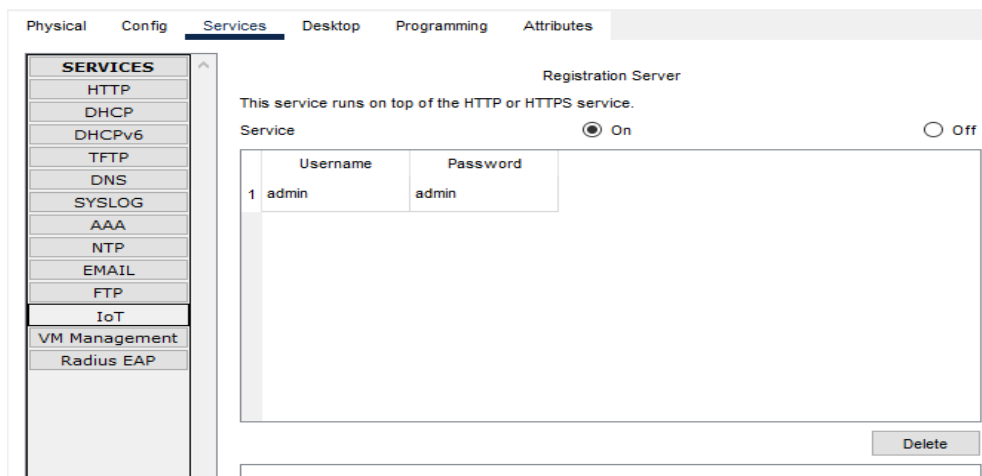 Physical Config Services Desktop Programming Attributes
SERVICES
HTTP
DHCP
DHCPv6
TFTP
DNS
SYSLOG
AAA
NTP
EMAIL
FTP
IoT
VM Management
Radius EAP
Registration Server
This service runs on top of the HTTP or HTTPS service.
Service On Off
Username Password
1 admin admin
Delete